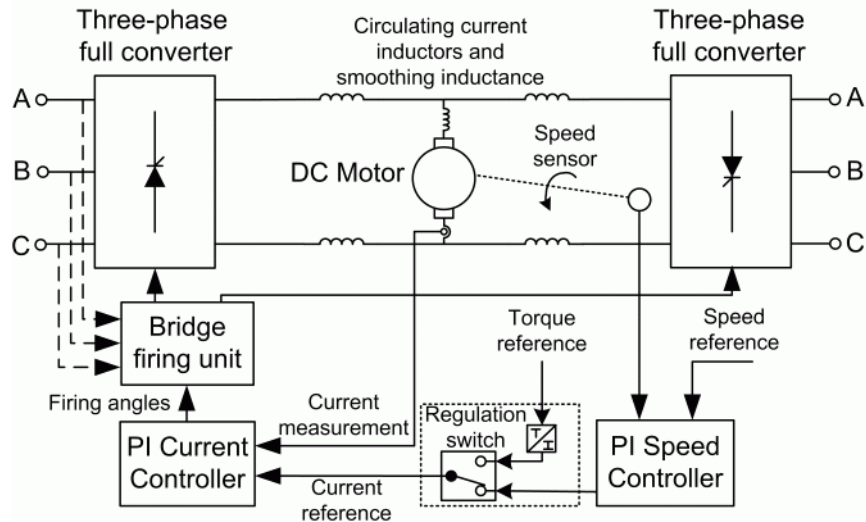 Three-phase
full converter
Circulating current
inductors and
smoothing inductance
Three-phase
full converter
A
B
C
DC Motor
Speed
sensor
A
B
C
Bridge
firing unit
Torque
reference
Speed
reference
Firing angles
Current
measurement
Regulation
switch
T
I
PI Current
Controller
PI Speed
Controller
Current
reference